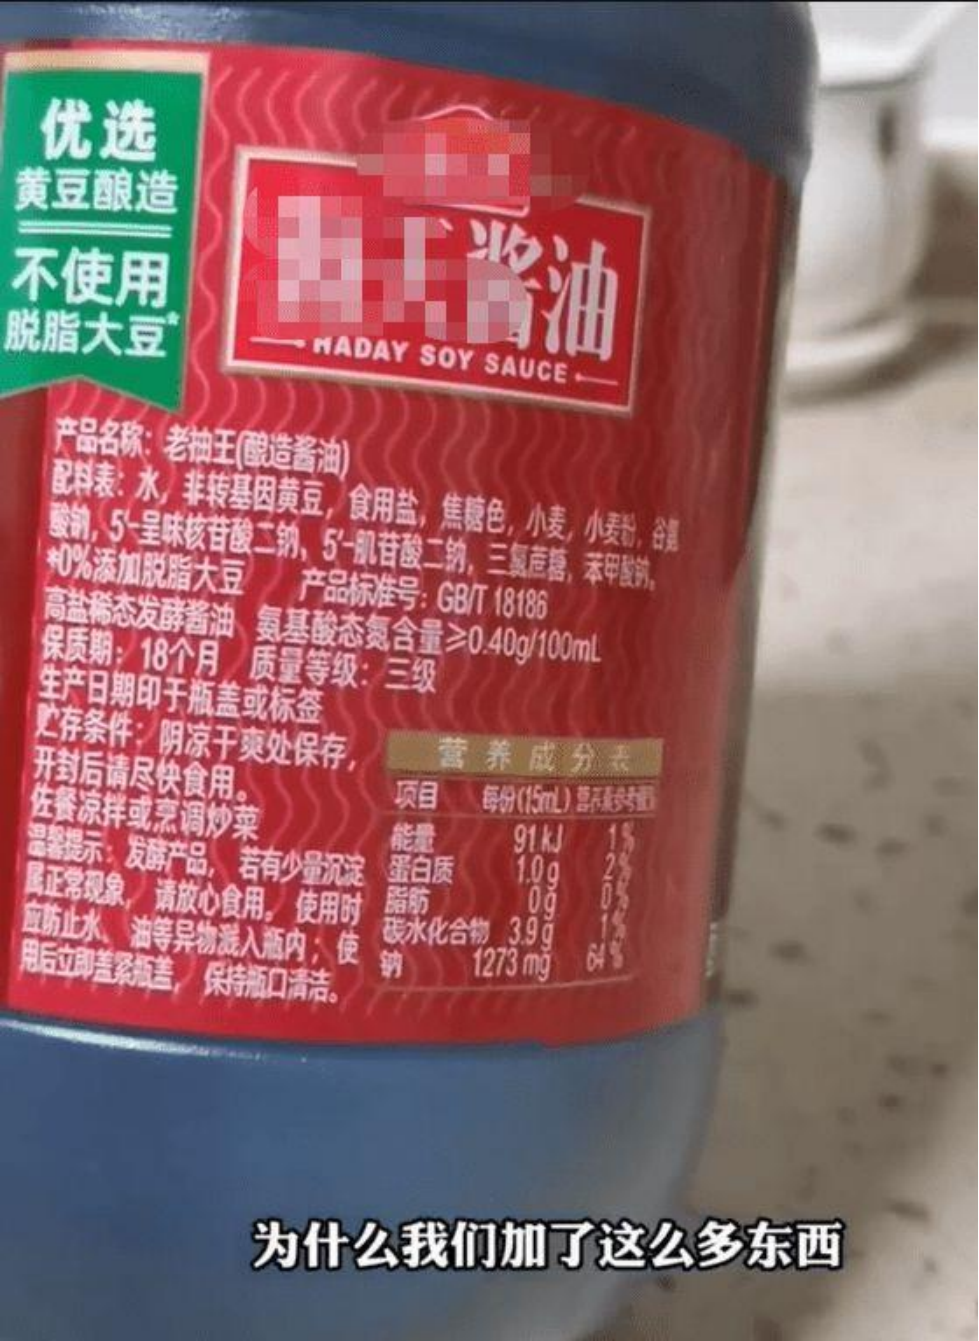 优选
黄豆酿造
不使用
脱脂大豆*
酱油
HADAY SOY SAUCE
产品名称：老抽王(酿造酱油)
配料表：水，非转基因黄豆，食用盐，焦糖色，小麦，小麦粉，谷氨
酸钠，5'-呈味核苷酸二钠、5'-肌苷酸二钠，三氯蔗糖，苯甲酸钠。
*0%添加脱脂大豆 产品标准号：GB/T 18186
高盐稀态发酵酱油 氨基酸态氮含量≥0.40g/100mL
保质期：18个月 质量等级：三级
生产日期印于瓶盖或标签
贮存条件：阴凉干爽处保存，
开封后请尽快食用。
佐餐凉拌或烹调炒菜
温馨提示：发酵产品，若有少量沉淀
属正常现象，请放心食用。使用时
应防止水、油等异物溅入瓶内；使
用后立即盖紧瓶盖，保持瓶口清洁。
营养成分表
项目 每份(15mL) 营养素参考值%
能量 91kJ 1%
蛋白质 1.0g 2%
脂肪 0g 0%
碳水化合物 3.9g 1%
钠 1273mg 64%
为什么我们加了这么多东西